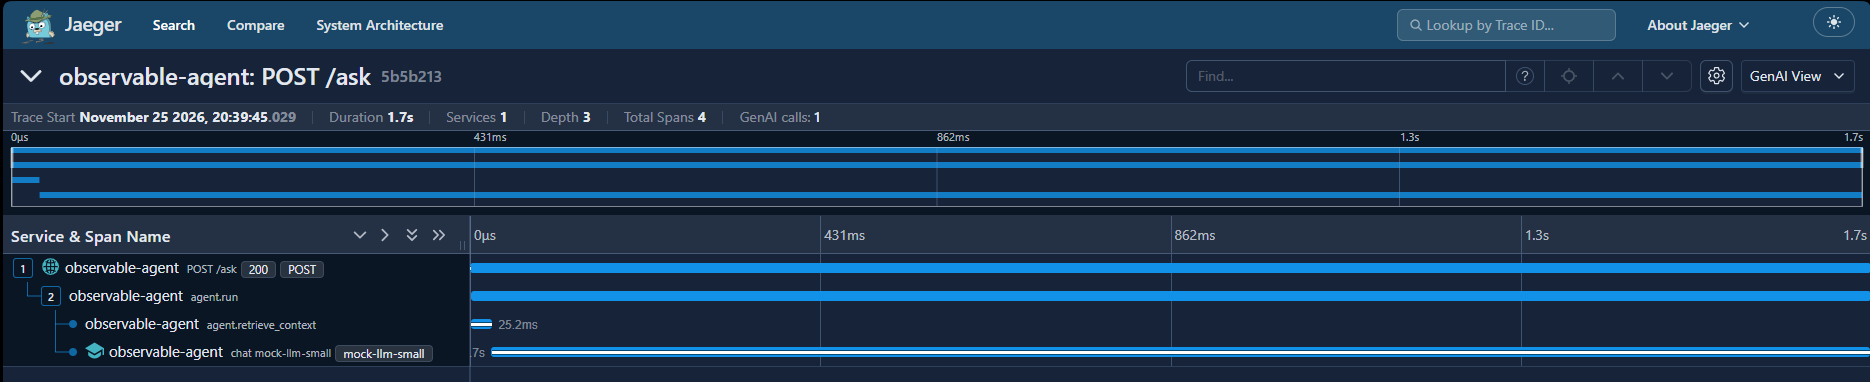 Jaeger Search Compare System Architecture Lookup by Trace ID... About Jaeger
observable-agent: POST /ask 5b5b213 Find... ? GenAI View
Trace Start November 25 2026, 20:39:45.029 Duration 1.7s Services 1 Depth 3 Total Spans 4 GenAI calls: 1
0µs 431ms 862ms 1.3s 1.7s
Service & Span Name 0µs 431ms 862ms 1.3s 1.7s
1 observable-agent POST /ask 200 POST
2 observable-agent agent.run
observable-agent agent.retrieve_context 25.2ms
observable-agent chat mock-llm-small mock-llm-small .7s